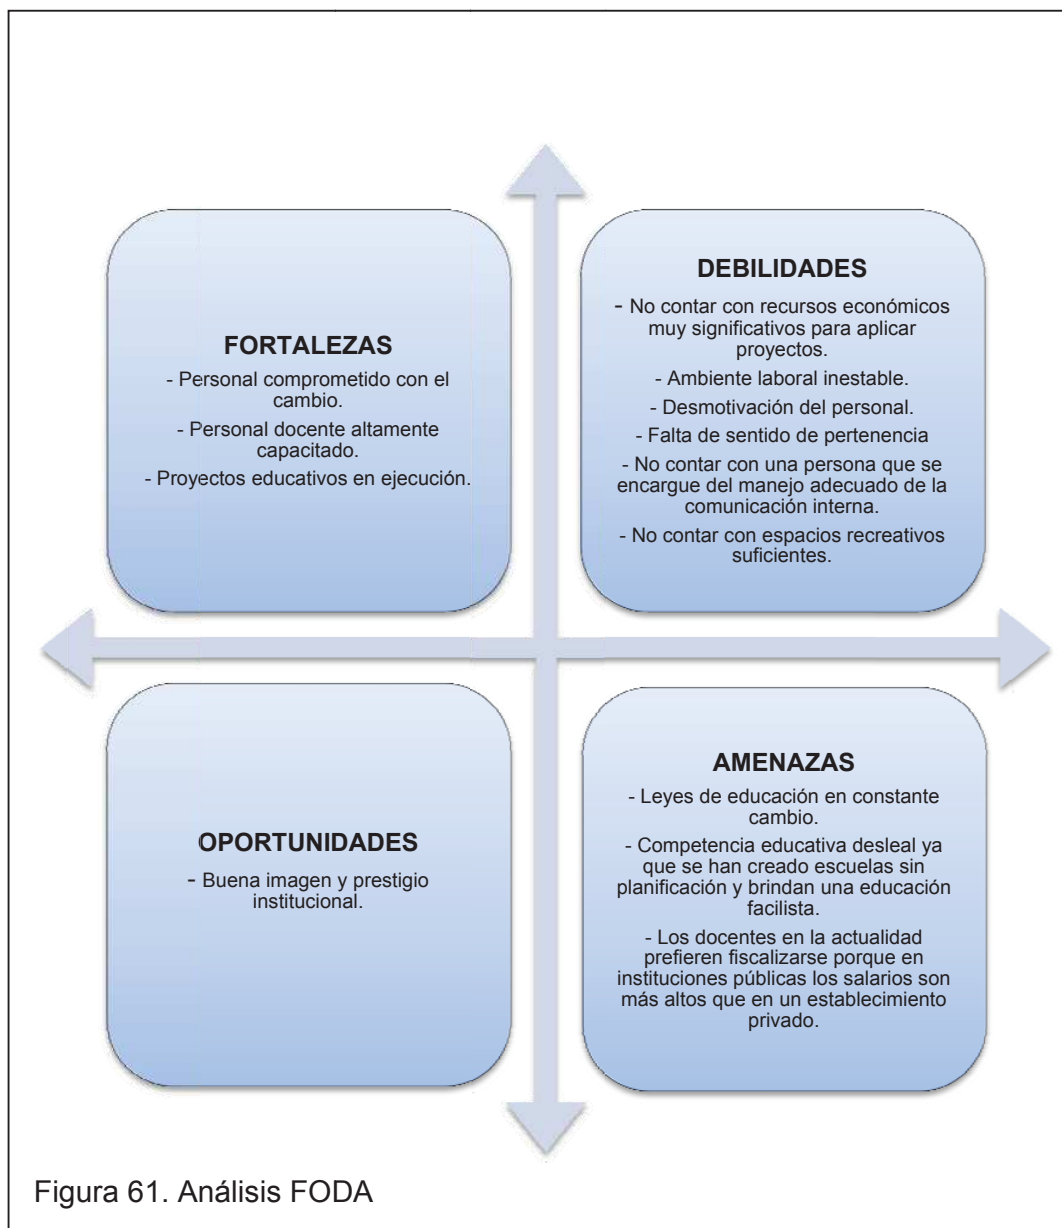 FORTALEZAS
- Personal comprometido con el
cambio.
- Personal docente altamente
capacitado.
- Proyectos educativos en ejecución.
DEBILIDADES
- No contar con recursos económicos
muy significativos para aplicar
proyectos.
- Ambiente laboral inestable.
- Desmotivación del personal.
- Falta de sentido de pertenencia
- No contar con una persona que se
encargue del manejo adecuado de la
comunicación interna.
- No contar con espacios recreativos
suficientes.
OPORTUNIDADES
- Buena imagen y prestigio
institucional.
AMENAZAS
- Leyes de educación en constante
cambio.
- Competencia educativa desleal ya
que se han creado escuelas sin
planificación y brindan una educación
facilista.
- Los docentes en la actualidad
prefieren fiscalizarse porque en
instituciones públicas los salarios son
más altos que en un establecimiento
privado.
Figura 61. Análisis FODA